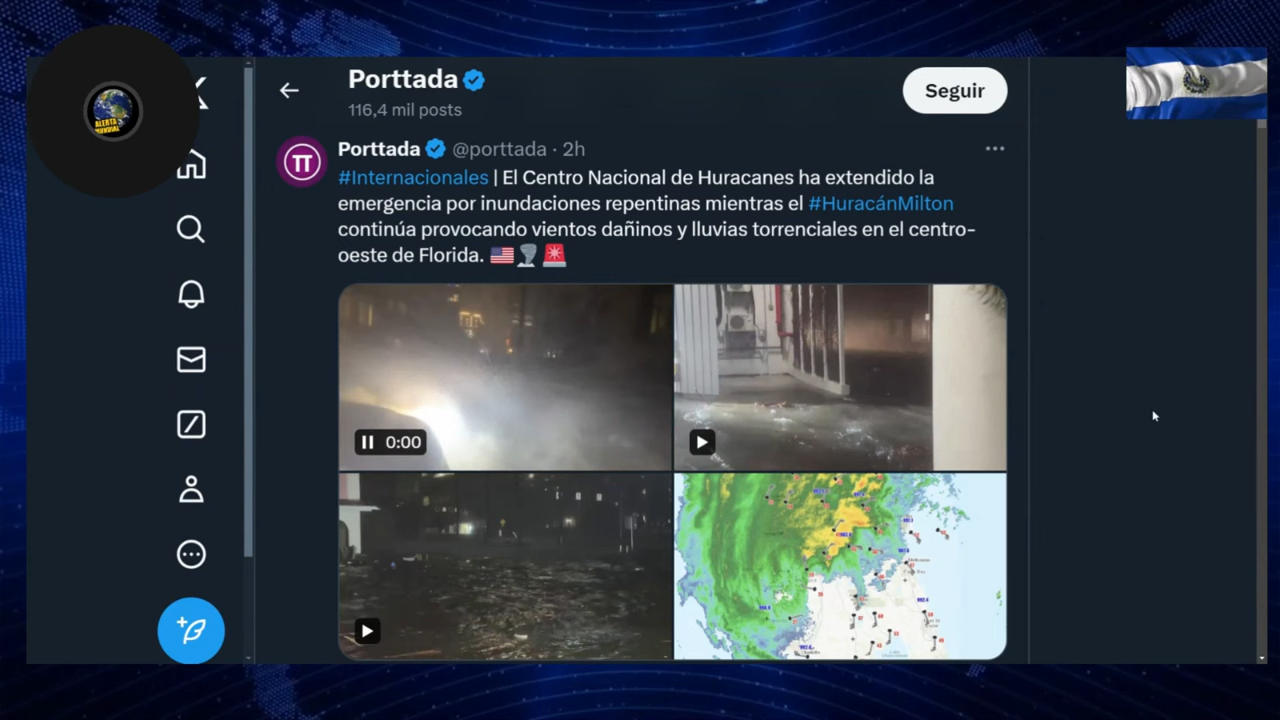 Porttada
116,4 mil posts
Seguir
ALERTA
MUNDIAL
Porttada @porttada · 2h
#Internacionales | El Centro Nacional de Huracanes ha extendido la
emergencia por inundaciones repentinas mientras el #HuracánMilton
continúa provocando vientos dañinos y lluvias torrenciales en el centro-
oeste de Florida.
0:00